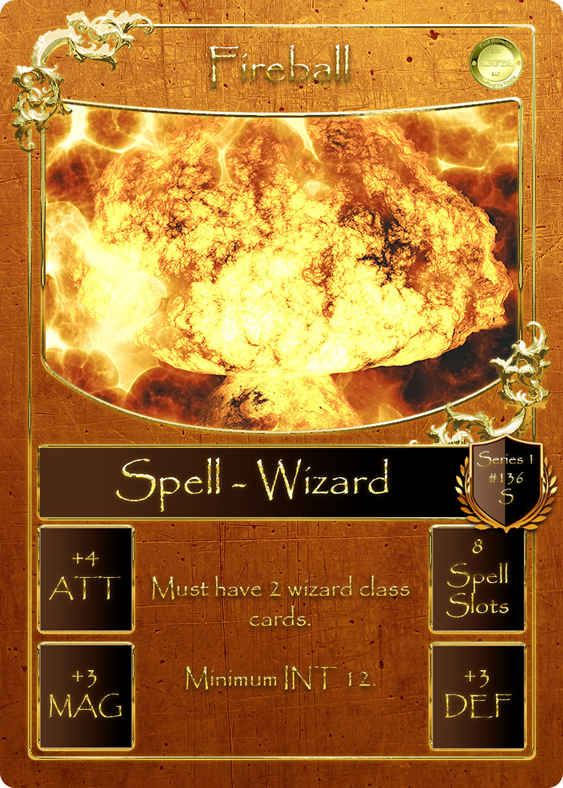 Fireball
Spell - Wizard
Series 1
#136
S
+4
ATT
Must have 2 wizard class
cards.
8
Spell
Slots
+3
MAG
Minimum INT 12.
+3
DEF